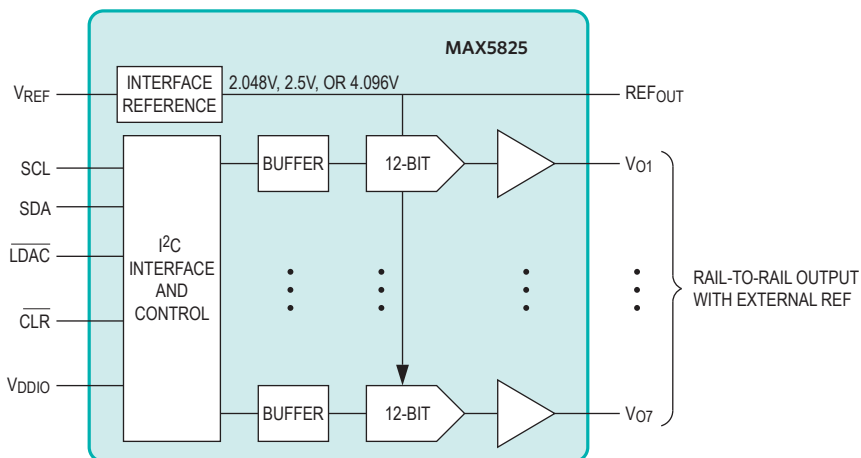 MAX5825
VREF
INTERFACE
REFERENCE
2.048V, 2.5V, OR 4.096V
REFOUT
SCL
SDA
LDAC
CLR
VDDIO
I2C
INTERFACE
AND
CONTROL
BUFFER
12-BIT
VO1
RAIL-TO-RAIL OUTPUT
WITH EXTERNAL REF
BUFFER
12-BIT
VO7